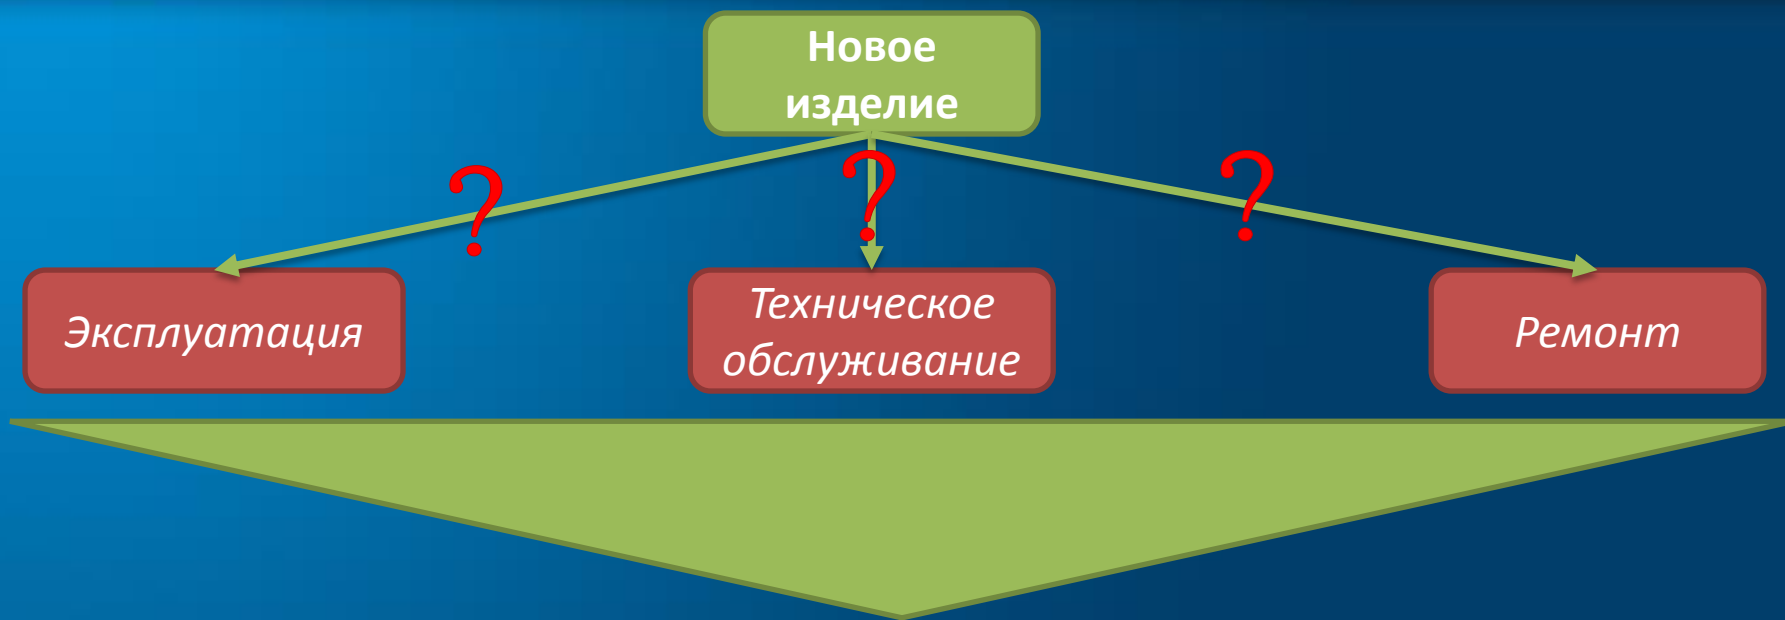 Новое
изделие
?
?
?
Эксплуатация
Техническое
обслуживание
Ремонт